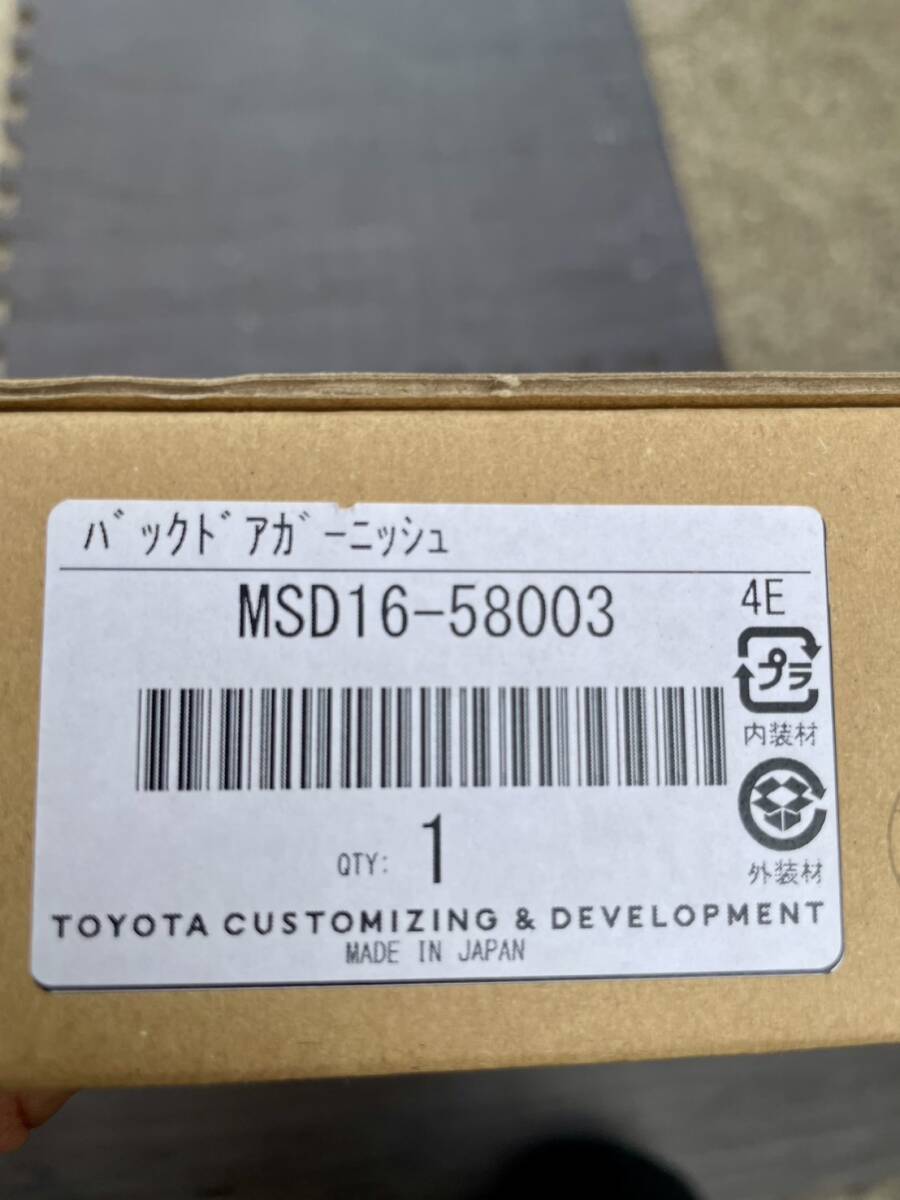 バックドアガーニッシュ
MSD16-58003
4E
プラ
内装材
外装材
QTY: 1
TOYOTA CUSTOMIZING & DEVELOPMENT
MADE IN JAPAN